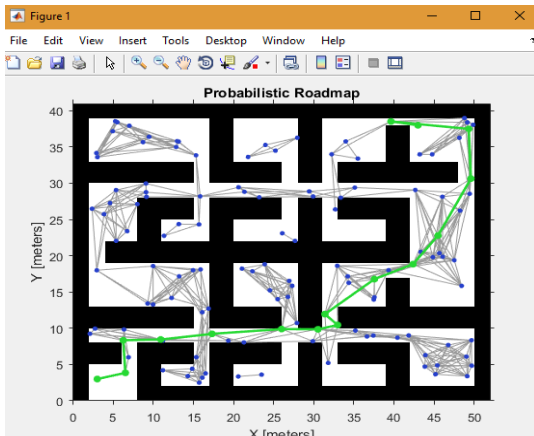 Figure 1
File Edit View Insert Tools Desktop Window Help
Probabilistic Roadmap
40
35
30
25
20
15
10
5
0
Y [meters]
0 5 10 15 20 25 30 35 40 45 50
X [meters]